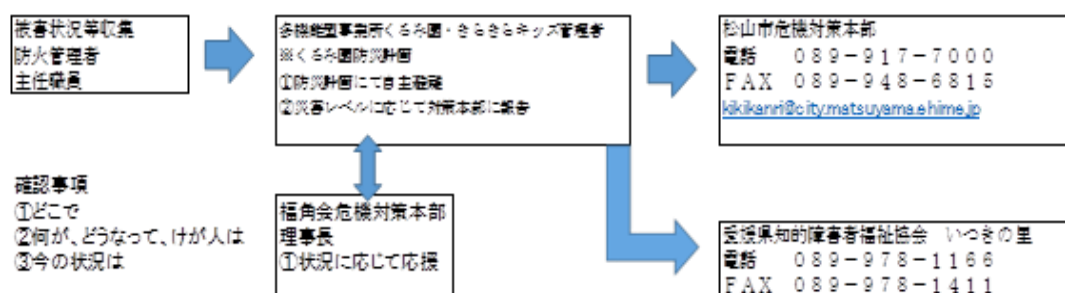 被害状況等収集
防火管理者
主任職員
多機能型事業所くるみ園・きらきらキッズ管理者
※くるみ園防災計画
①防災計画にて自主避難
②災害レベルに応じて対策本部に報告
松山市危機対策本部
電話　０８９－９１７－７０００
ＦＡＸ　０８９－９４８－６８１５
kikikanri@city.matsuyama.ehime.jp
確認事項
①どこで
②何が、どうなって、けが人は
③今の状況は
福角会危機対策本部
理事長
①状況に応じて応援
愛媛県知的障害者福祉協会　いつきの里
電話　０８９－９７８－１１６６
ＦＡＸ　０８９－９７８－１４１１